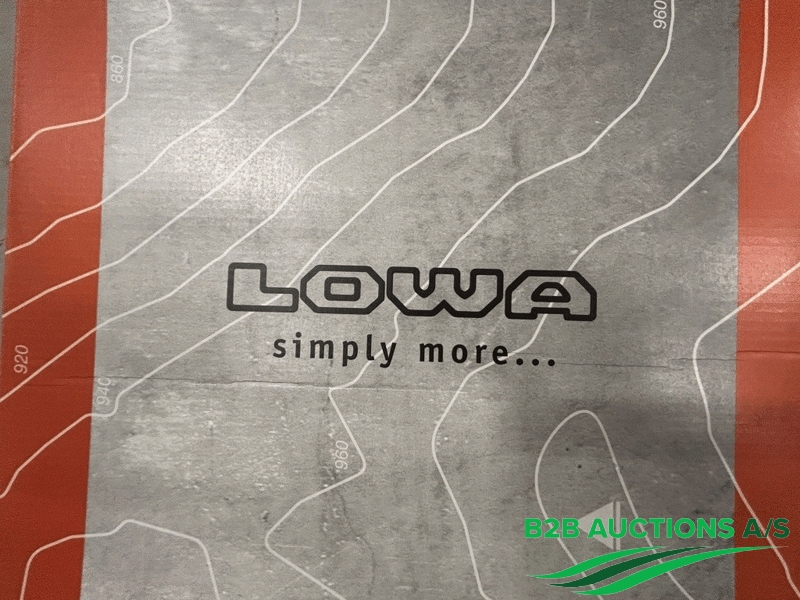 860
960
LOWA
simply more...
920
940
960
B2B AUCTIONS A/S